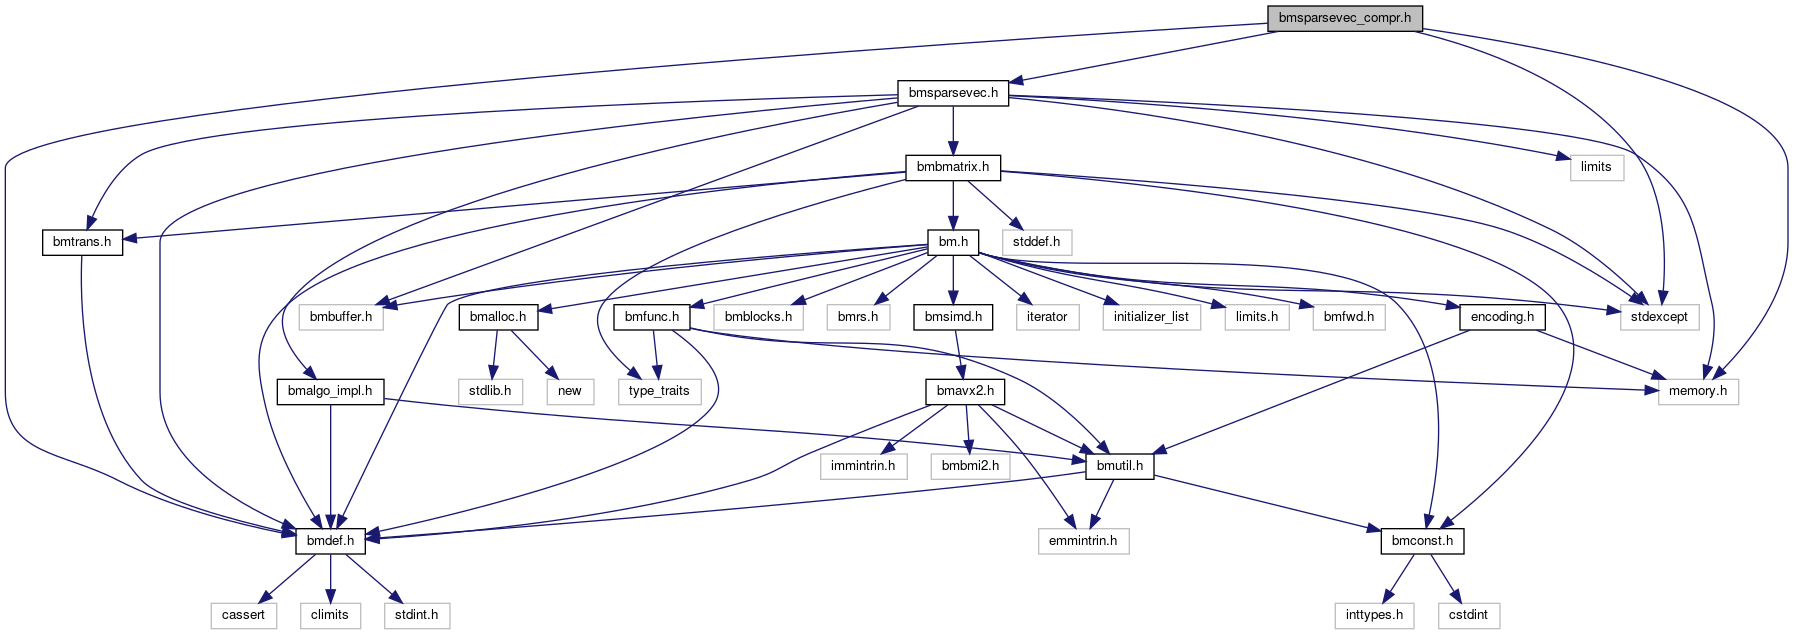 bmsparsevec_compr.h
bmsparsevec.h
bmbmatrix.h
limits
bmtrans.h
bm.h
stddef.h
bmbuffer.h
bmalloc.h
bmfunc.h
bmblocks.h
bmrs.h
bmsimd.h
iterator
initializer_list
limits.h
bmfwd.h
encoding.h
stdexcept
bmalgo_impl.h
stdlib.h
new
type_traits
bmavx2.h
memory.h
immintrin.h
bmbmi2.h
bmutil.h
bmdef.h
emmintrin.h
bmconst.h
cassert
climits
stdint.h
inttypes.h
cstdint